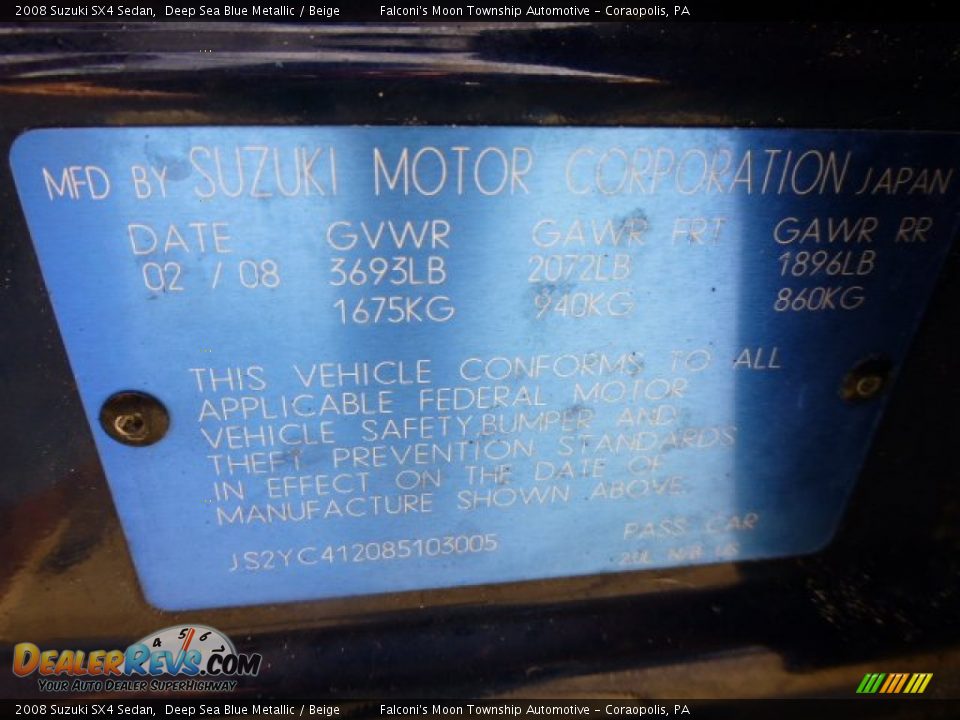 2008 Suzuki SX4 Sedan, Deep Sea Blue Metallic / Beige Falconi's Moon Township Automotive - Coraopolis, PA
MFD BY SUZUKI MOTOR CORPORATION JAPAN
DATE GVWR GAWR FRT GAWR RR
02 / 08 3693LB 2072LB 1896LB
1675KG 940KG 860KG
THIS VEHICLE CONFORMS TO ALL
APPLICABLE FEDERAL MOTOR
VEHICLE SAFETY,BUMPER AND
THEFT PREVENTION STANDARDS
IN EFFECT ON THE DATE OF
MANUFACTURE SHOWN ABOVE.
JS2YC412085103005 PASS CAR
4 5 6
DEALERREVS.COM
YOUR AUTO DEALER SUPERHIGHWAY
2008 Suzuki SX4 Sedan, Deep Sea Blue Metallic / Beige Falconi's Moon Township Automotive - Coraopolis, PA